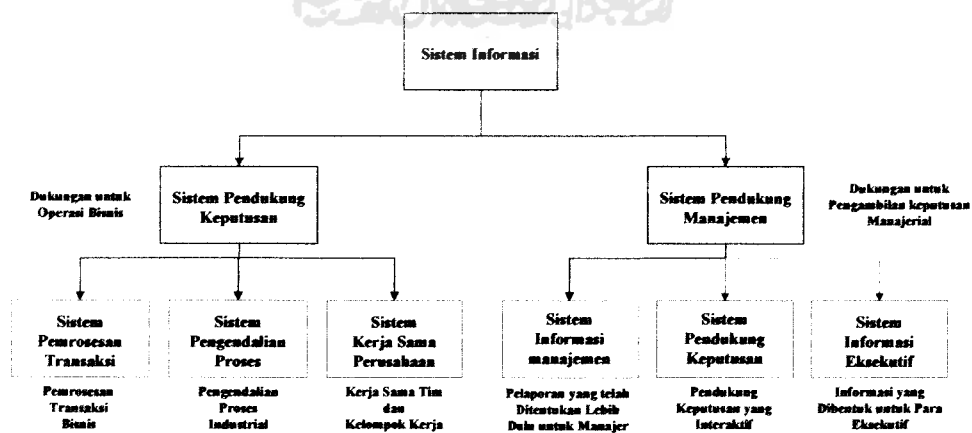 Sistem Informasi
Dukungan untuk
Operasi Bisnis
Sistem Pendukung
Keputusan
Sistem Pendukung
Manajemen
Dukungan untuk
Pengambilan keputusan
Manajerial
Sistem
Pemrosesan
Transaksi
Sistem
Pengendalian
Proses
Sistem
Kerja Sama
Perusahaan
Sistem
Informasi
manajemen
Sistem
Pendukung
Keputusan
Sistem
Informasi
Eksekutif
Pemrosesan
Transaksi
Bisnis
Pengendalian
Proses
Industrial
Kerja Sama Tim
dan
Kelompok Kerja
Pelaporan yang telah
Ditentukan Lebih
Dulu untuk Manajer
Pendukung
Keputusan yang
Interaktif
Informasi yang
Dibentuk untuk Para
Eksekutif